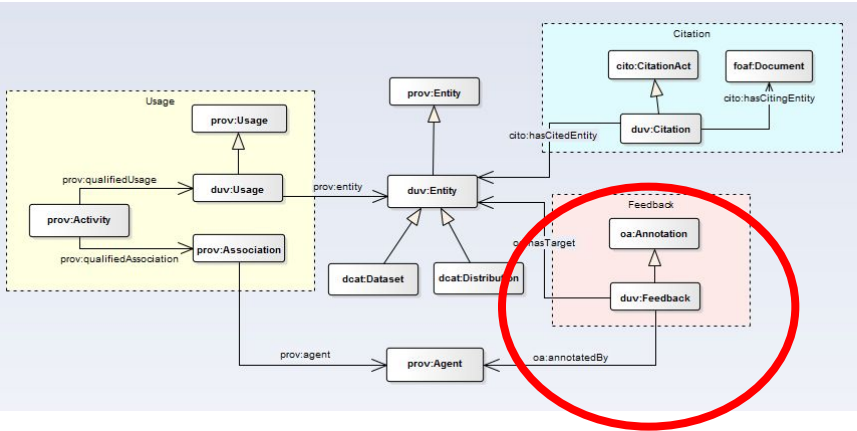 Citation
cito:CitationAct
foaf:Document
cito:hasCitingEntity
duv:Citation
cito:hasCitedEntity
prov:Entity
Usage
prov:Usage
prov:qualifiedUsage
duv:Usage
prov:entity
duv:Entity
prov:Activity
prov:qualifiedAssociation
prov:Association
dcat:Dataset
dcat:Distribution
Feedback
oa:Annotation
oa:hasTarget
duv:Feedback
prov:agent
prov:Agent
oa:annotatedBy